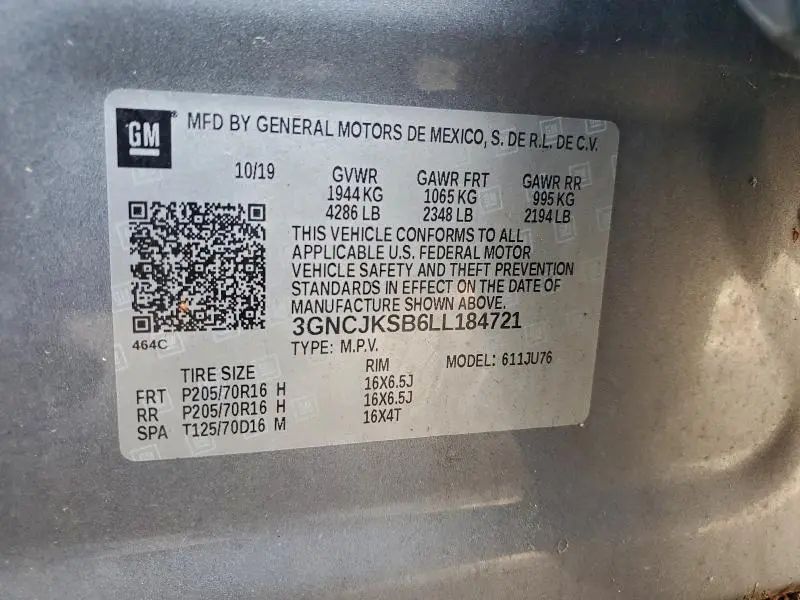 GM MFD BY GENERAL MOTORS DE MEXICO, S. DE R.L. DE C.V.
10/19 GVWR GAWR FRT GAWR RR
1944 KG 1065 KG 995 KG
4286 LB 2348 LB 2194 LB
THIS VEHICLE CONFORMS TO ALL
APPLICABLE U.S. FEDERAL MOTOR
VEHICLE SAFETY AND THEFT PREVENTION
STANDARDS IN EFFECT ON THE DATE OF
MANUFACTURE SHOWN ABOVE.
3GNCJKSB6LL184721
464C
TYPE: M.P.V. MODEL: 611JU76
TIRE SIZE RIM
FRT P205/70R16 H 16X6.5J
RR P205/70R16 H 16X6.5J
SPA T125/70D16 M 16X4T